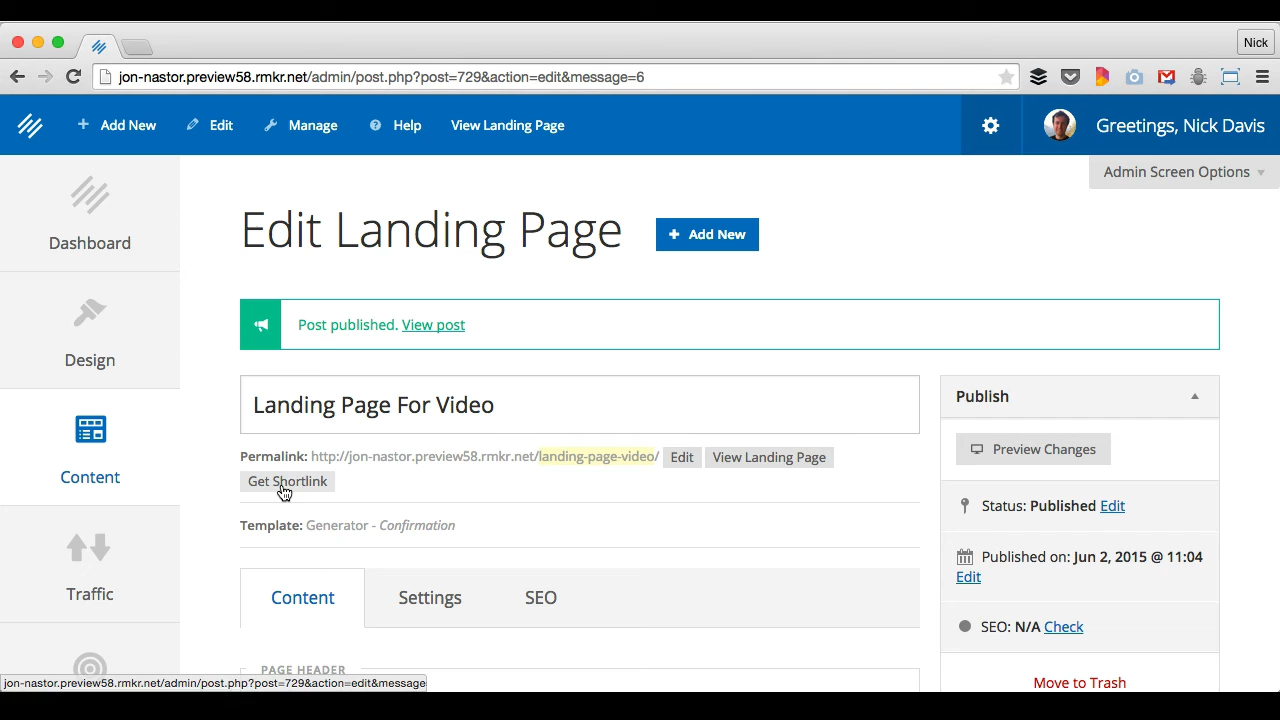 Nick
jon-nastor.preview58.rmkr.net/admin/post.php?post=729&action=edit&message=6
Add New Edit Manage Help View Landing Page Greetings, Nick Davis
Admin Screen Options
Dashboard
Design
Content
Traffic
Edit Landing Page + Add New
Post published. View post
Landing Page For Video
Permalink: http://jon-nastor.preview58.rmkr.net/landing-page-video/ Edit View Landing Page
Get Shortlink
Template: Generator - Confirmation
Content Settings SEO
PAGE HEADER
Publish
Preview Changes
Status: Published Edit
Published on: Jun 2, 2015 @ 11:04
Edit
SEO: N/A Check
Move to Trash
jon-nastor.preview58.rmkr.net/admin/post.php?post=729&action=edit&message